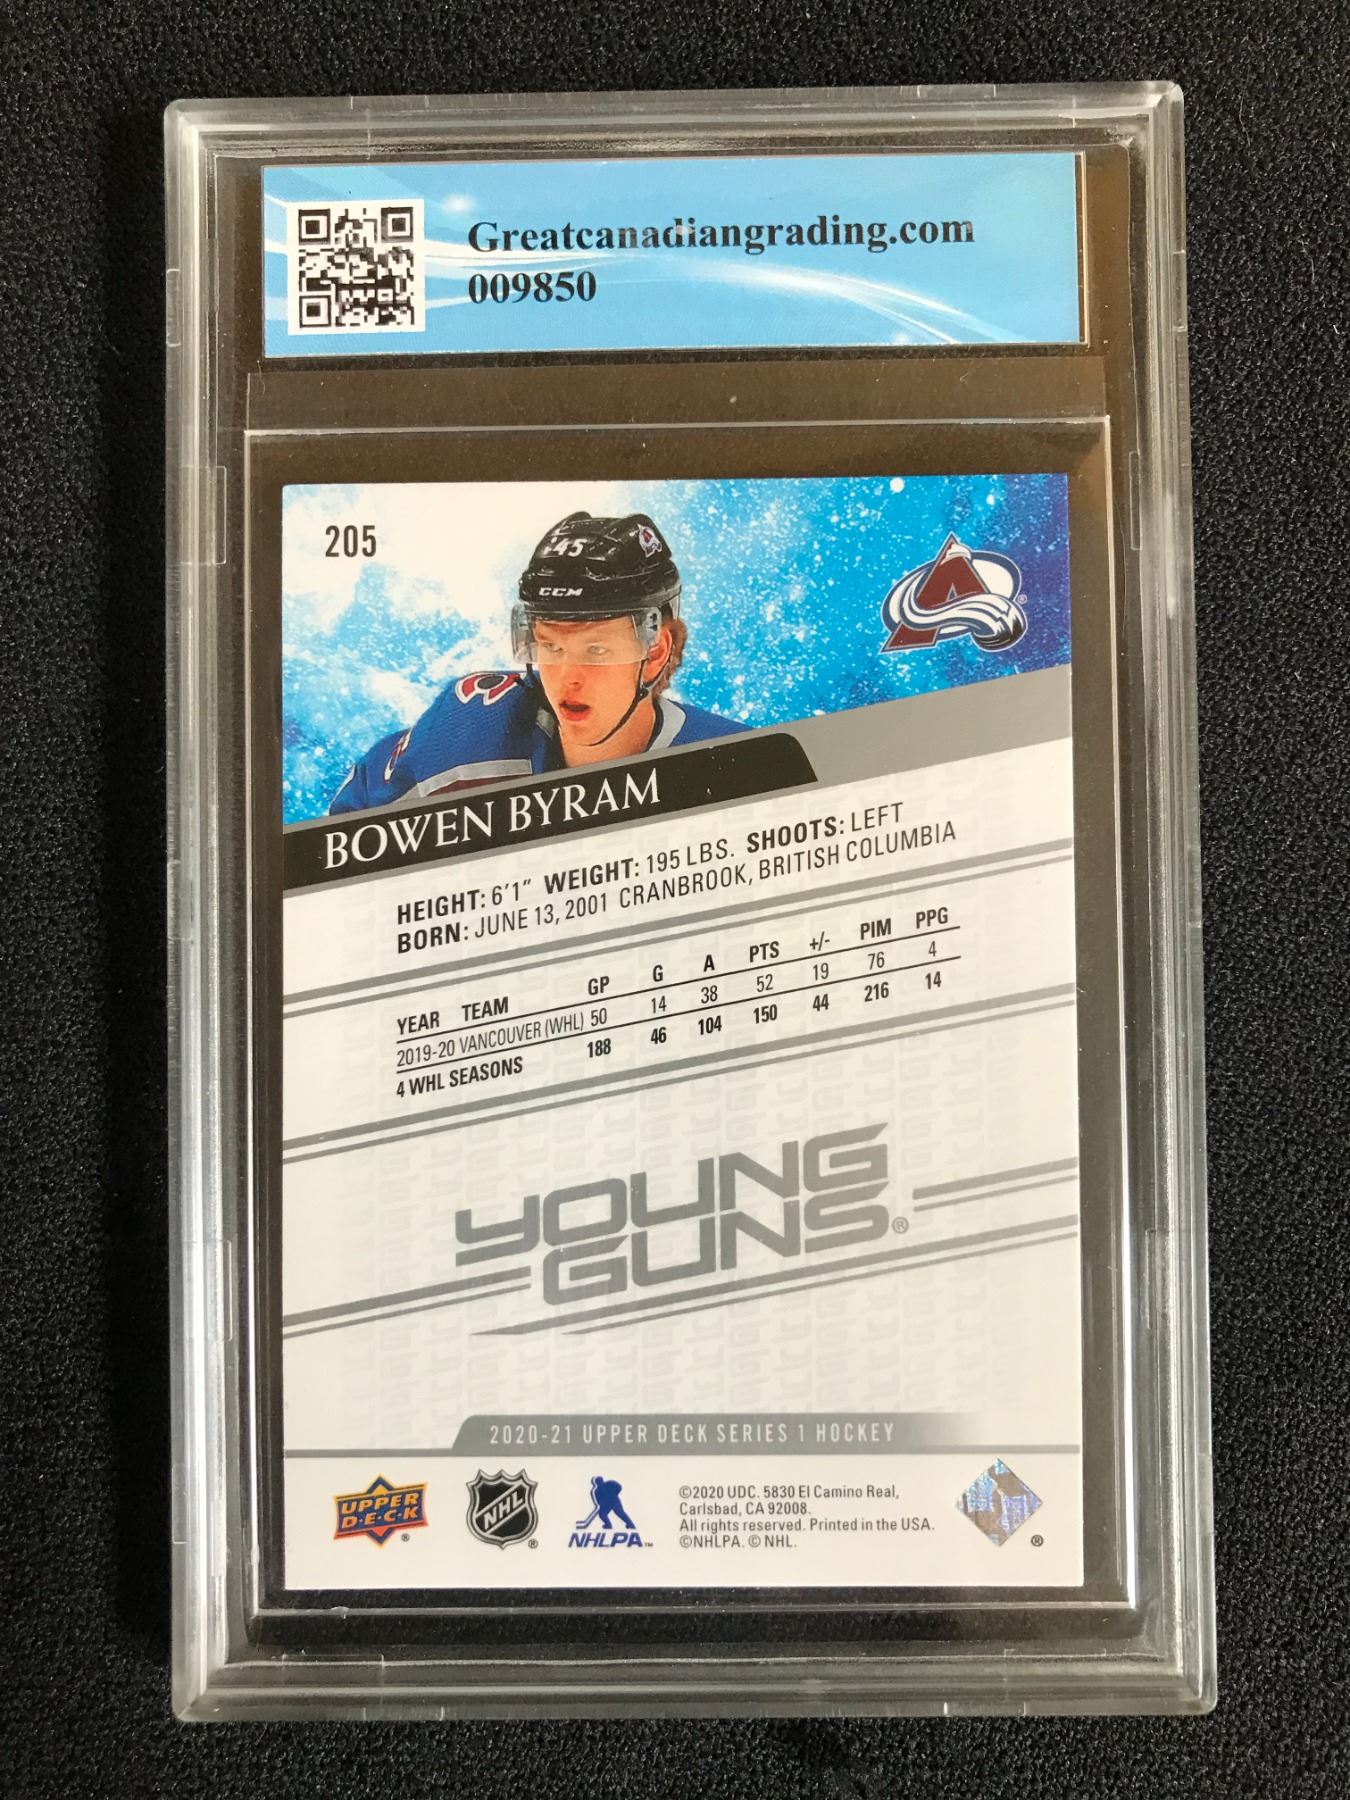 Greatcanadiangrading.com
009850
205
45
CCM
BOWEN BYRAM
HEIGHT: 6'1" WEIGHT: 195 LBS. SHOOTS: LEFT
BORN: JUNE 13, 2001 CRANBROOK, BRITISH COLUMBIA
YEAR TEAM GP G A PTS +/- PIM PPG
2019-20 VANCOUVER (WHL) 50 14 38 52 19 76 4
4 WHL SEASONS 188 46 104 150 44 216 14
YOUNG
GUNS®
2020-21 UPPER DECK SERIES 1 HOCKEY
UPPER
D·E·C·K
®
NHL
®
NHLPA™
©2020 UDC. 5830 El Camino Real,
Carlsbad, CA 92008.
All rights reserved. Printed in the USA.
©NHLPA. © NHL.
®